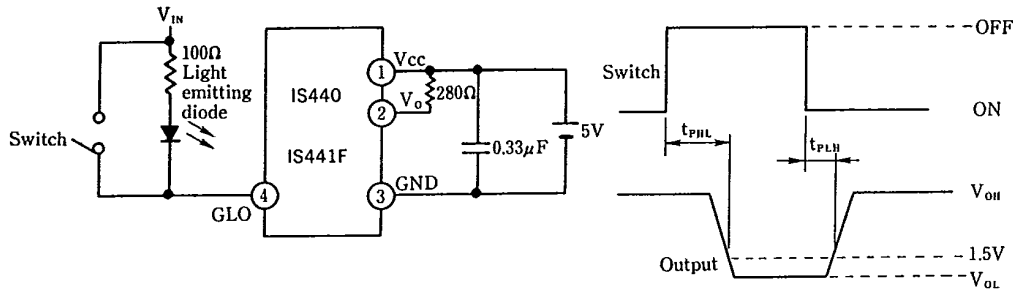 V_IN
100Ω
Light
emitting
diode
Switch
GLO
4
IS440
IS441F
1
Vcc
2
V_O
280Ω
3
GND
0.33μF
5V
Switch
OFF
ON
t_PHL
t_PLH
V_OH
Output
1.5V
V_OL